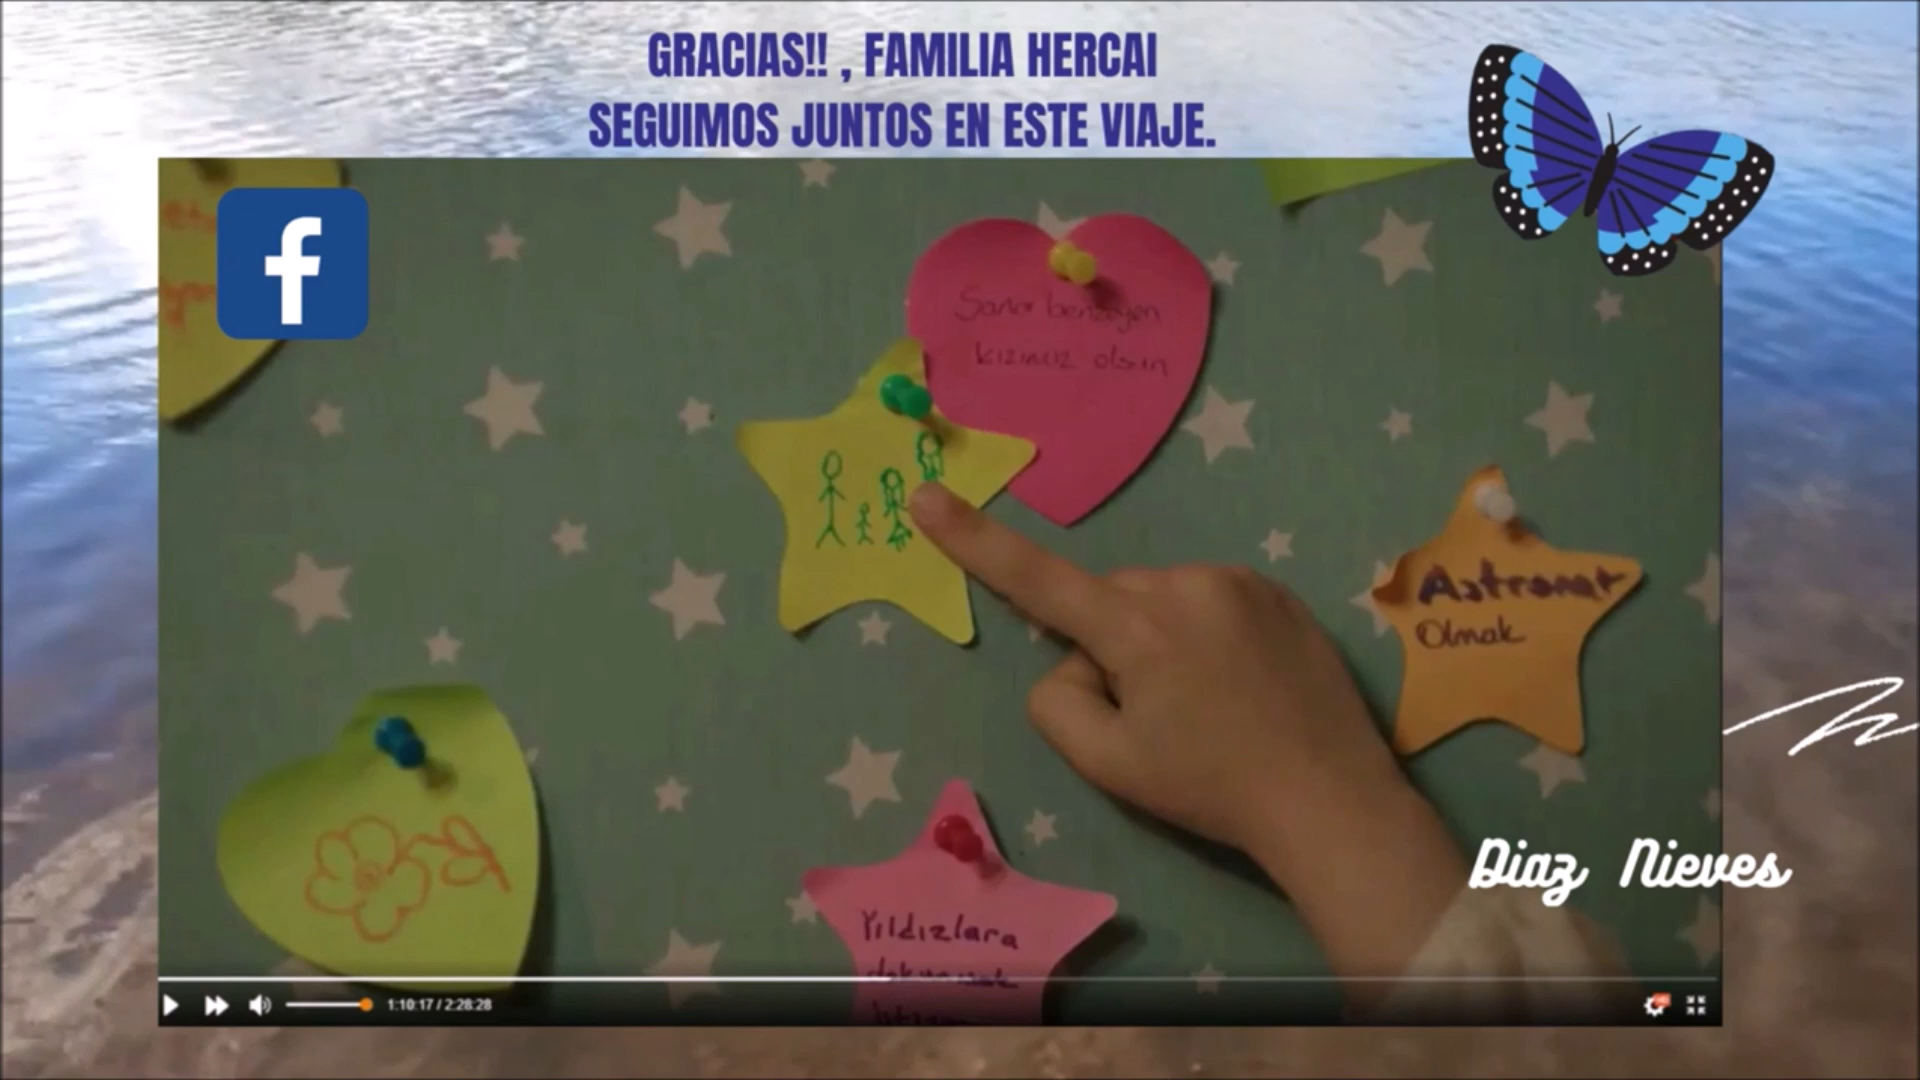 GRACIAS!! , FAMILIA HERCAI
SEGUIMOS JUNTOS EN ESTE VIAJE.
f
Sana benzeyen
kızımız olsun
Astronot
Olmak
Diaz Nieves
Yıldızlara
dokunmak
1:10:17 / 2:28:28